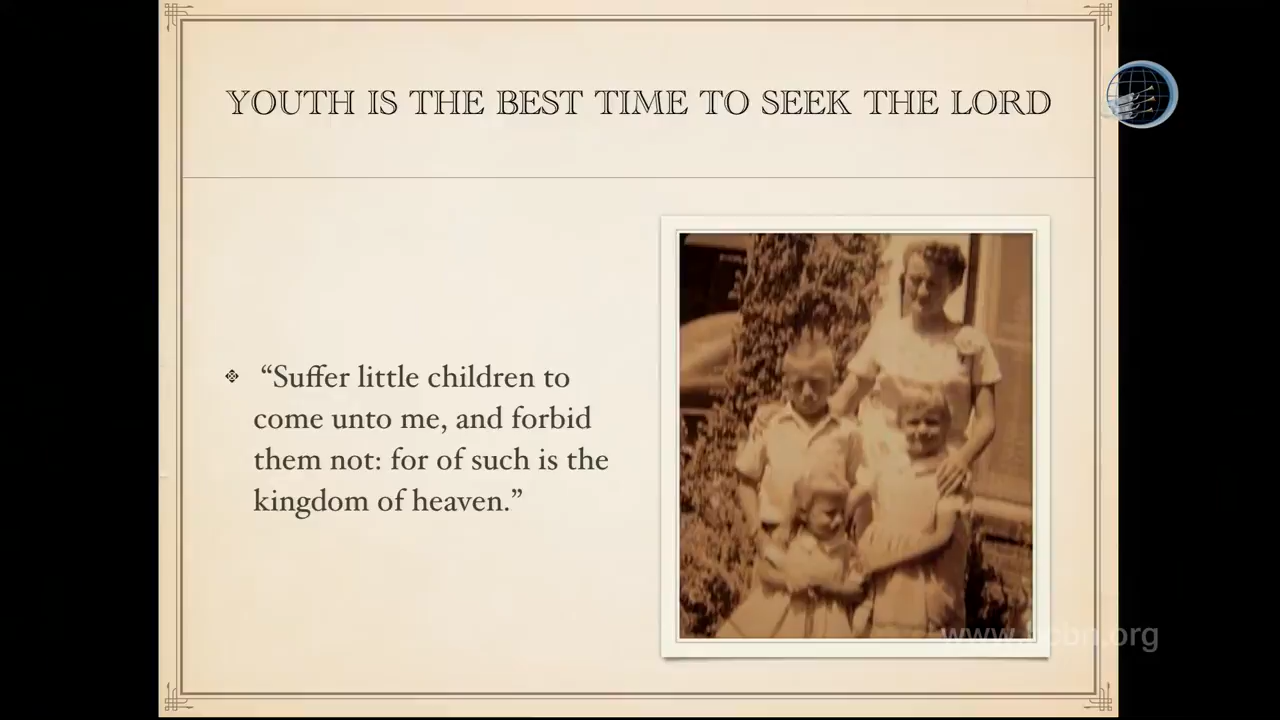 YOUTH IS THE BEST TIME TO SEEK THE LORD
“Suffer little children to
come unto me, and forbid
them not: for of such is the
kingdom of heaven.”